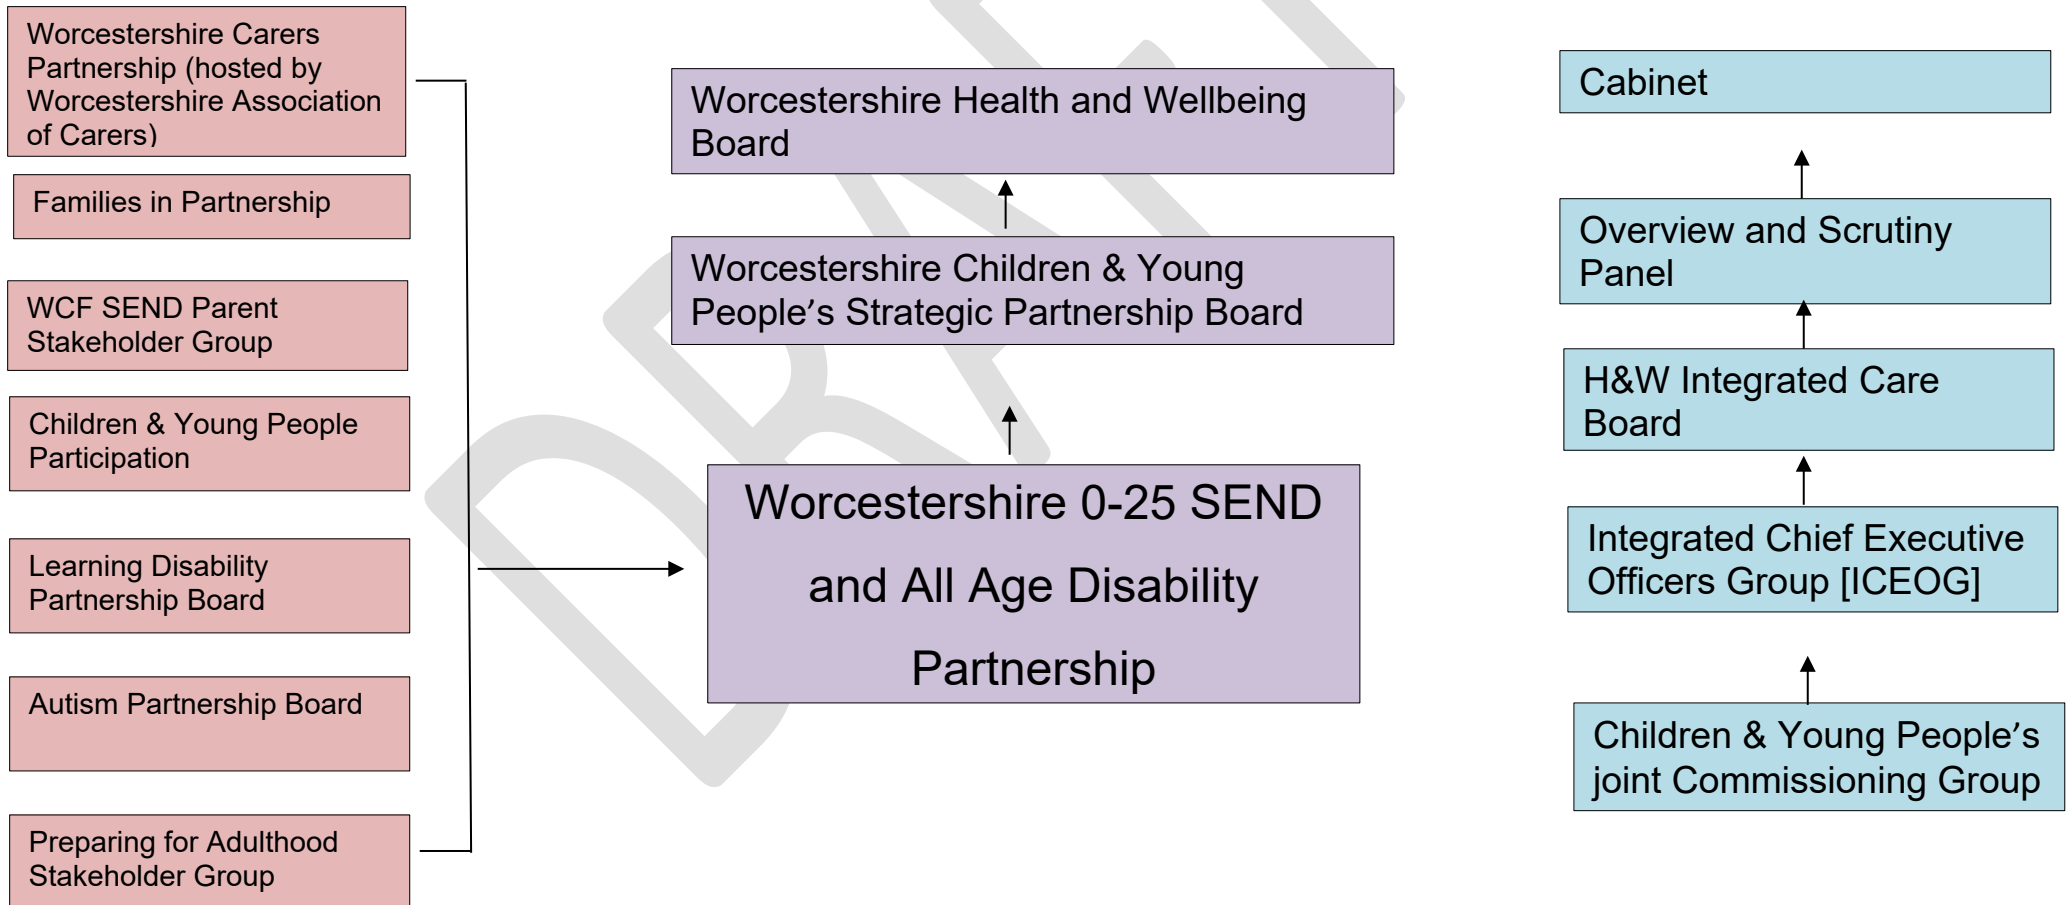 Worcestershire Carers
Partnership (hosted by
Worcestershire Association
of Carers)
Families in Partnership
WCF SEND Parent
Stakeholder Group
Children & Young People
Participation
Learning Disability
Partnership Board
Autism Partnership Board
Preparing for Adulthood
Stakeholder Group
Worcestershire Health and Wellbeing
Board
Worcestershire Children & Young
People’s Strategic Partnership Board
Worcestershire 0-25 SEND
and All Age Disability
Partnership
Cabinet
Overview and Scrutiny
Panel
H&W Integrated Care
Board
Integrated Chief Executive
Officers Group [ICEOG]
Children & Young People’s
joint Commissioning Group
DRAFT